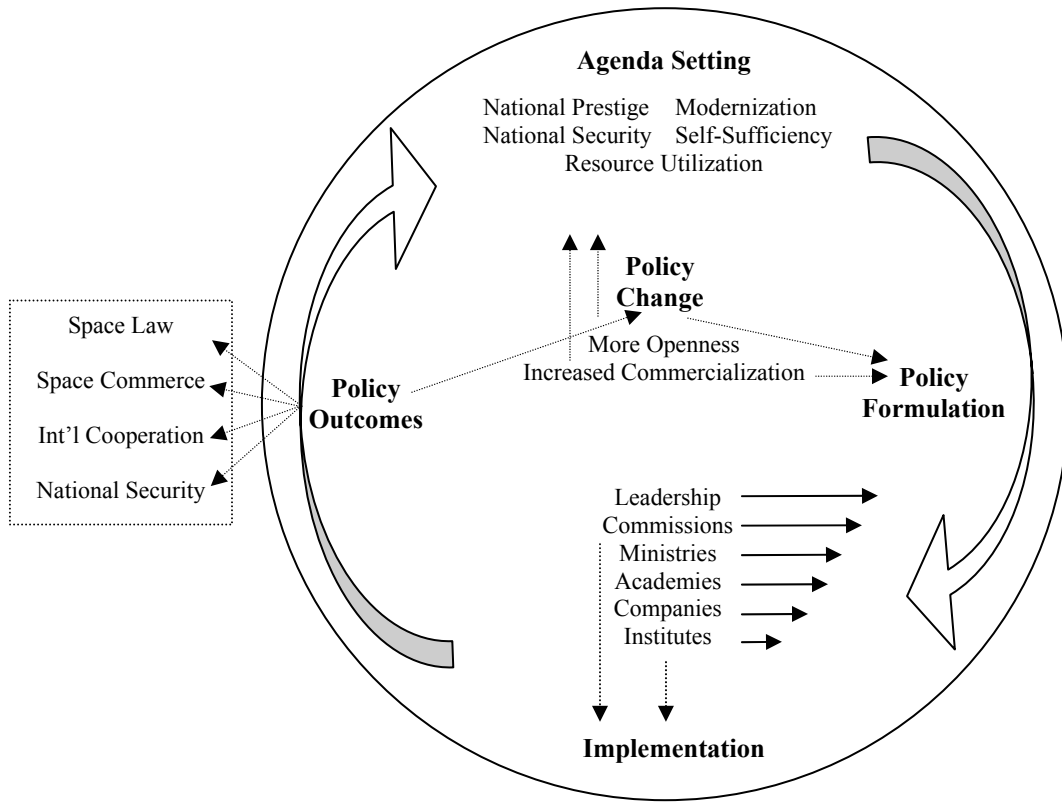 Agenda Setting
National Prestige Modernization
National Security Self-Sufficiency
Resource Utilization
Policy
Change
More Openness
Increased Commercialization
Space Law
Space Commerce
Int’l Cooperation
National Security
Policy
Outcomes
Policy
Formulation
Leadership
Commissions
Ministries
Academies
Companies
Institutes
Implementation